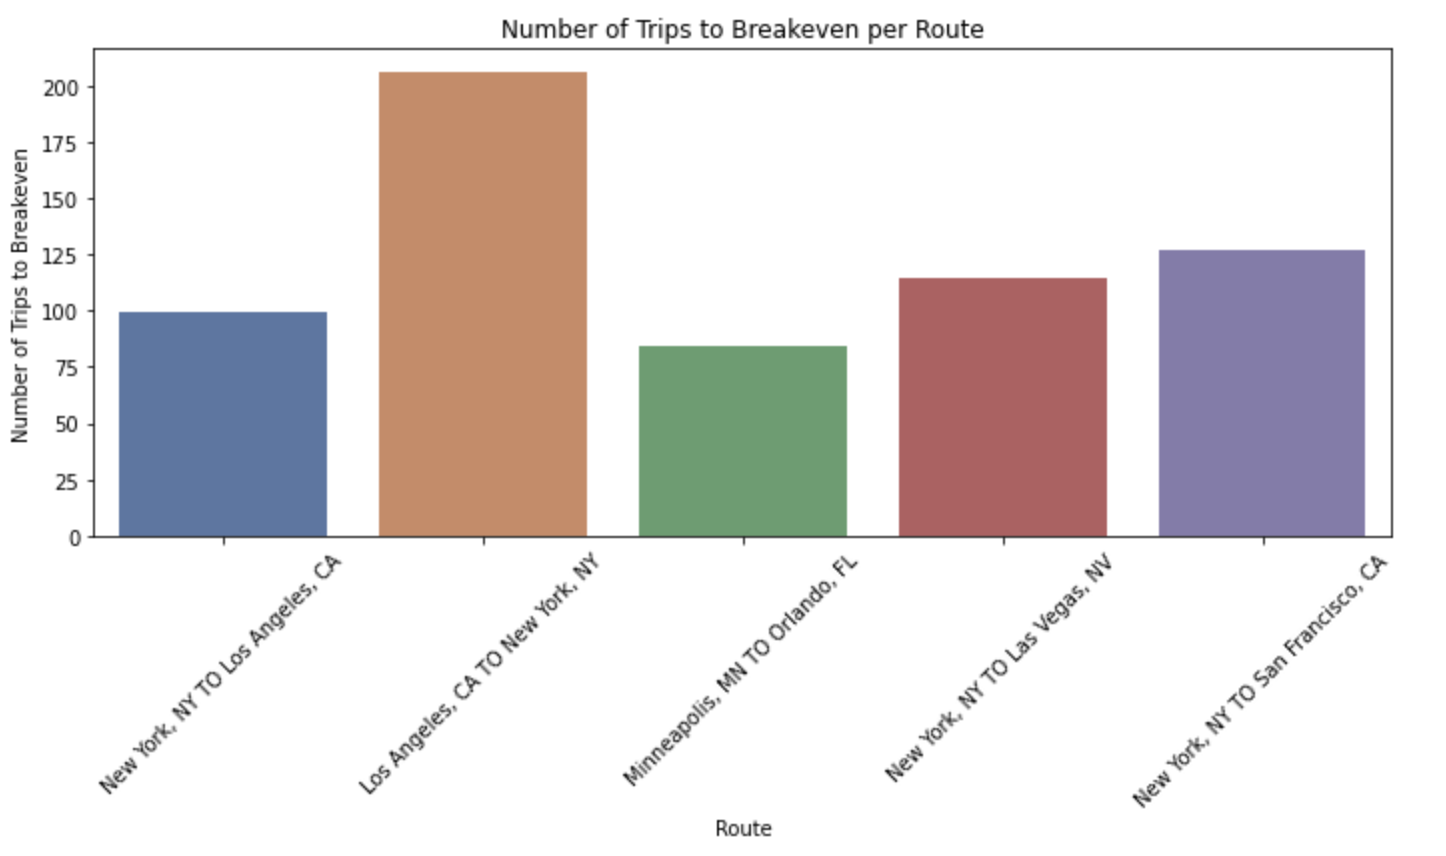 Number of Trips to Breakeven per Route
Number of Trips to Breakeven
200
175
150
125
100
75
50
25
0
New York, NY TO Los Angeles, CA
Los Angeles, CA TO New York, NY
Minneapolis, MN TO Orlando, FL
New York, NY TO Las Vegas, NV
New York, NY TO San Francisco, CA
Route